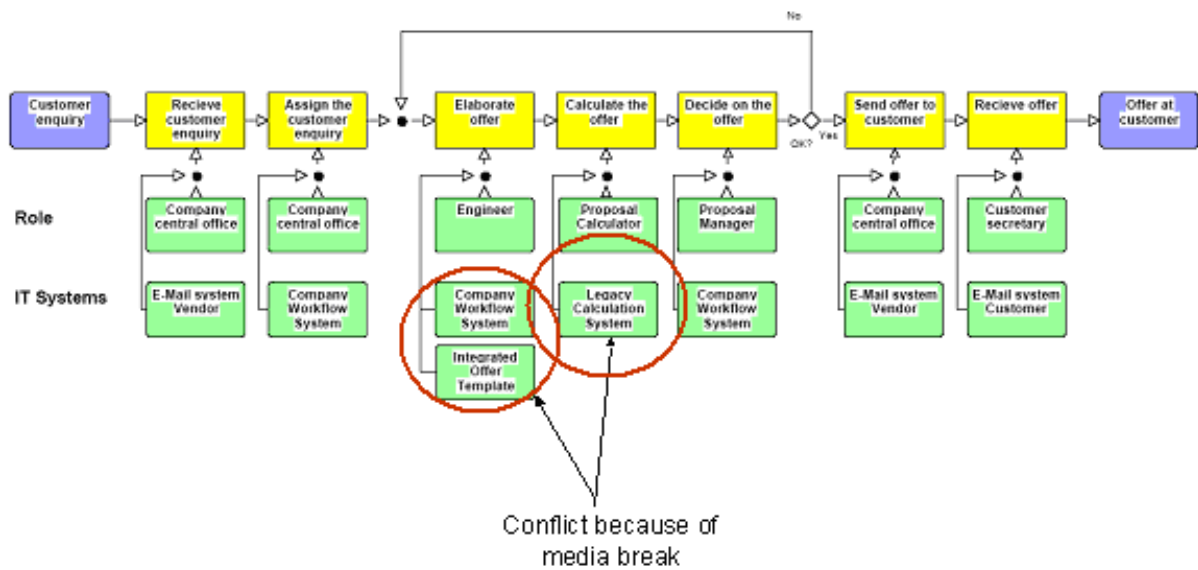 No
Customer
enquiry
Recieve
customer
enquiry
Assign the
customer
enquiry
Elaborate
offer
Calculate the
offer
Decide on the
offer
OK?
Yes
Send offer to
customer
Recieve offer
Offer at
customer
Role
Company
central office
Company
central office
Engineer
Proposal
Calculator
Proposal
Manager
Company
central office
Customer
secretary
IT Systems
E-Mail system
Vendor
Company
Workflow
System
Company
Workflow
System
Legacy
Calculation
System
Company
Workflow
System
E-Mail system
Vendor
E-Mail system
Customer
Integrated
Offer
Template
Conflict because of
media break